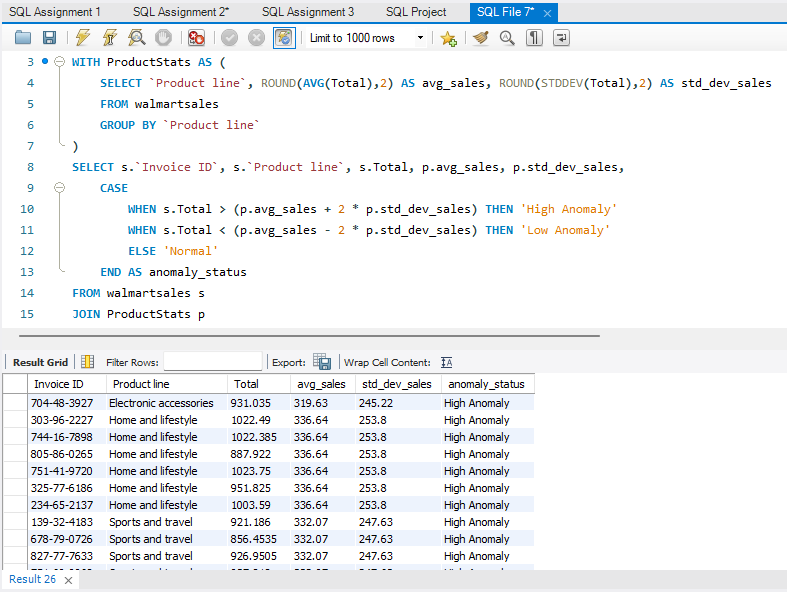 SQL Assignment 1 SQL Assignment 2* SQL Assignment 3 SQL Project SQL File 7* ×
Limit to 1000 rows
3 WITH ProductStats AS (
4 SELECT `Product line`, ROUND(AVG(Total),2) AS avg_sales, ROUND(STDDEV(Total),2) AS std_dev_sales
5 FROM walmartsales
6 GROUP BY `Product line`
7 )
8 SELECT s.`Invoice ID`, s.`Product line`, s.Total, p.avg_sales, p.std_dev_sales,
9 CASE
10 WHEN s.Total > (p.avg_sales + 2 * p.std_dev_sales) THEN 'High Anomaly'
11 WHEN s.Total < (p.avg_sales - 2 * p.std_dev_sales) THEN 'Low Anomaly'
12 ELSE 'Normal'
13 END AS anomaly_status
14 FROM walmartsales s
15 JOIN ProductStats p
Result Grid Filter Rows: Export: Wrap Cell Content:
Invoice ID Product line Total avg_sales std_dev_sales anomaly_status
704-48-3927 Electronic accessories 931.035 319.63 245.22 High Anomaly
303-96-2227 Home and lifestyle 1022.49 336.64 253.8 High Anomaly
744-16-7898 Home and lifestyle 1022.385 336.64 253.8 High Anomaly
805-86-0265 Home and lifestyle 887.922 336.64 253.8 High Anomaly
751-41-9720 Home and lifestyle 1023.75 336.64 253.8 High Anomaly
325-77-6186 Home and lifestyle 951.825 336.64 253.8 High Anomaly
234-65-2137 Home and lifestyle 1003.59 336.64 253.8 High Anomaly
139-32-4183 Sports and travel 921.186 332.07 247.63 High Anomaly
678-79-0726 Sports and travel 856.4535 332.07 247.63 High Anomaly
827-77-7633 Sports and travel 926.9505 332.07 247.63 High Anomaly
Result 26 ×